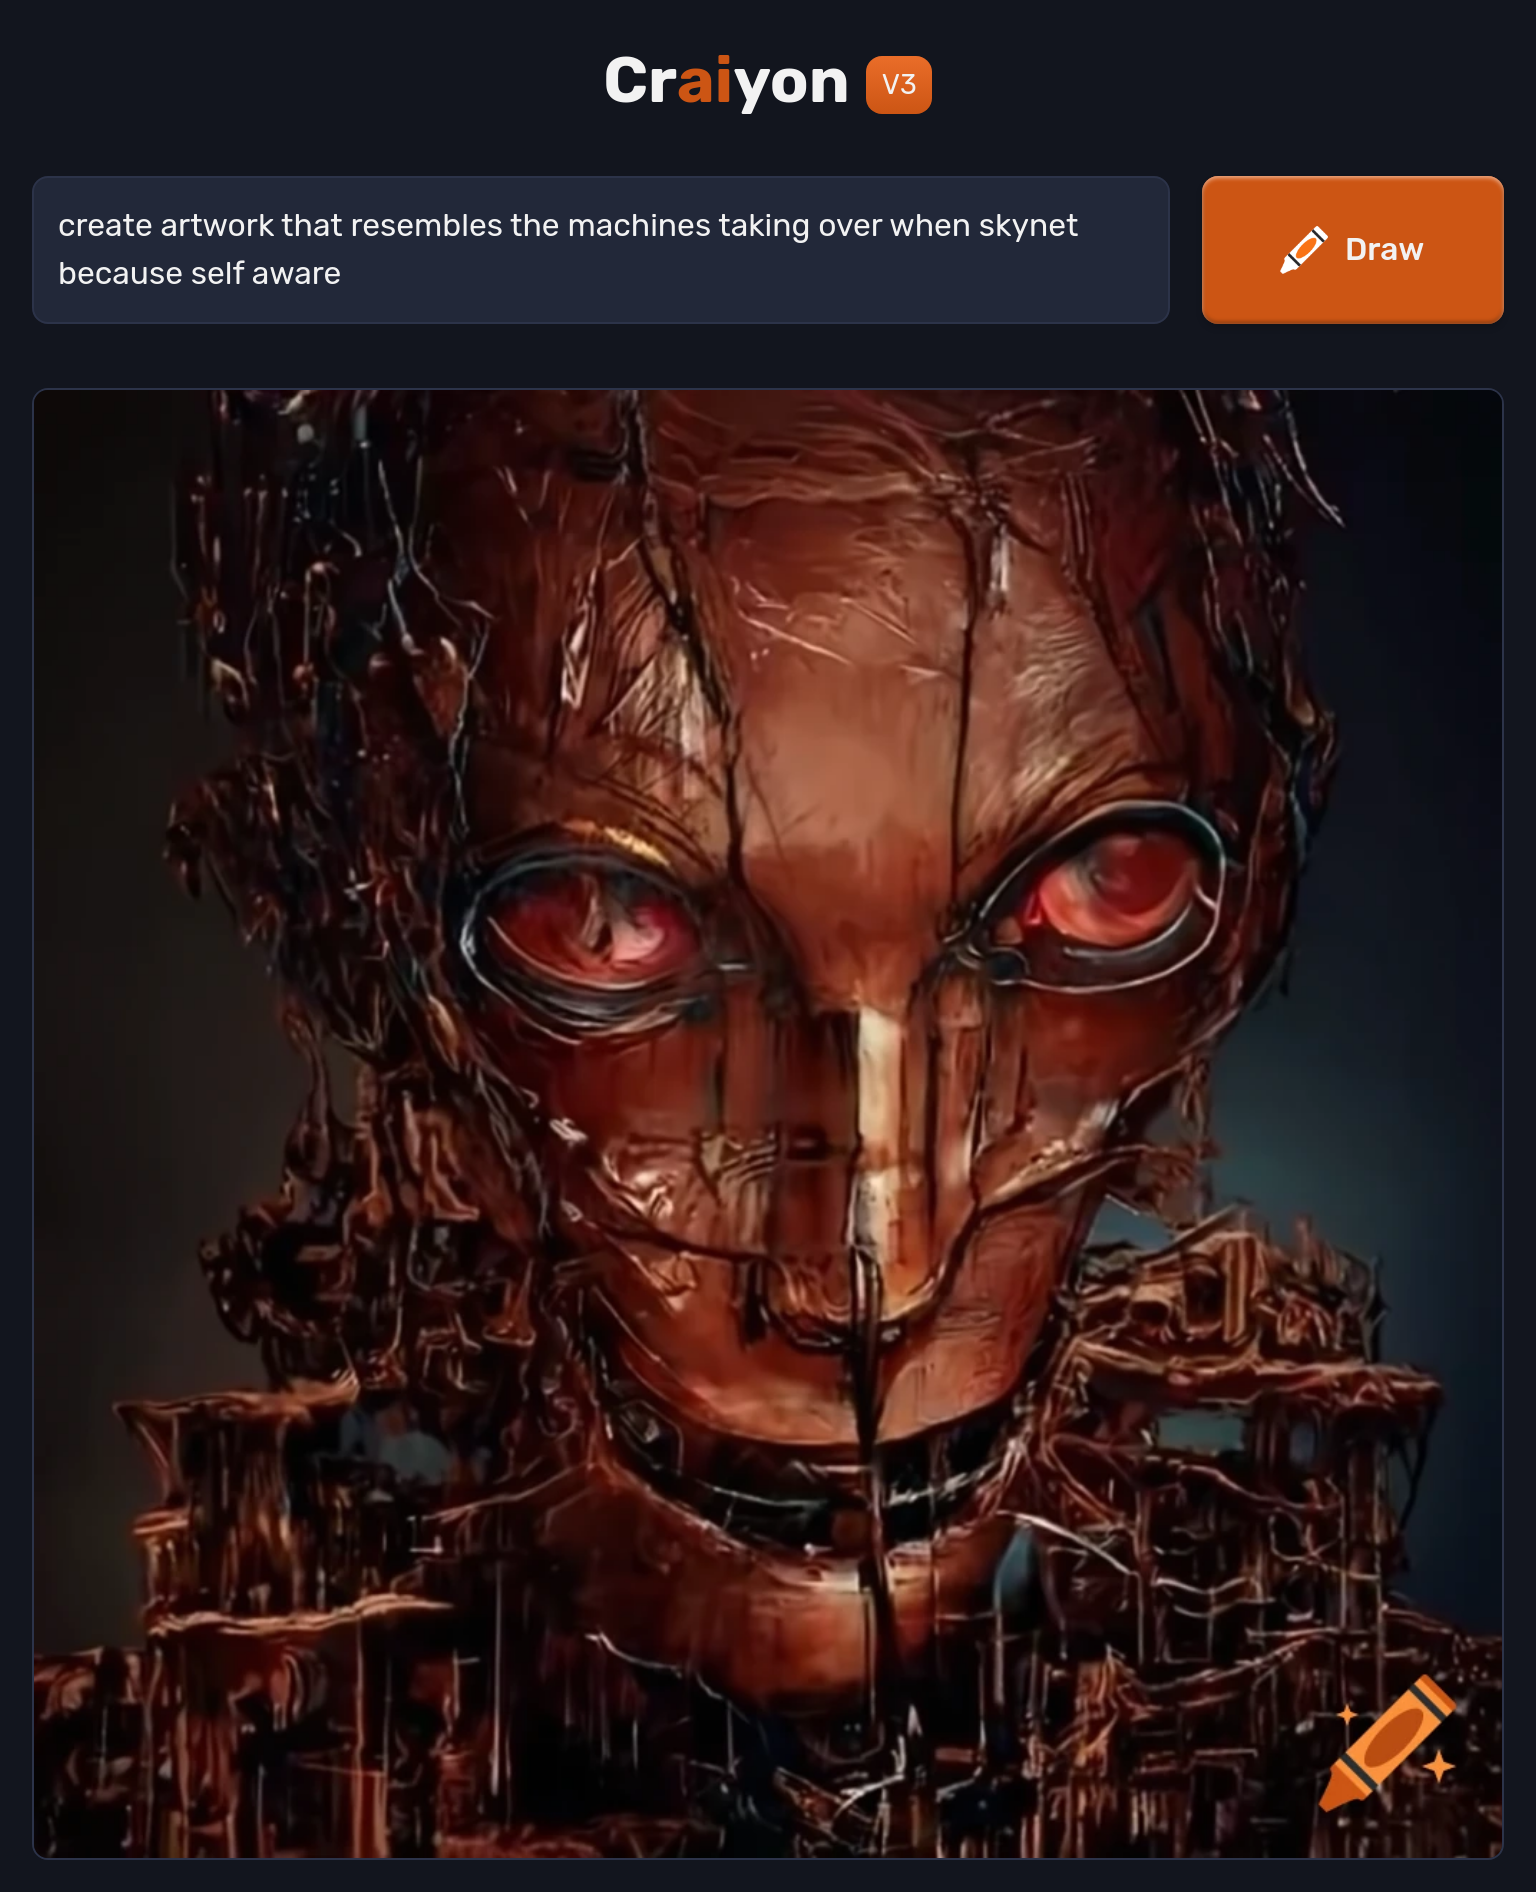 Craiyon V3
create artwork that resembles the machines taking over when skynet
because self aware
Draw